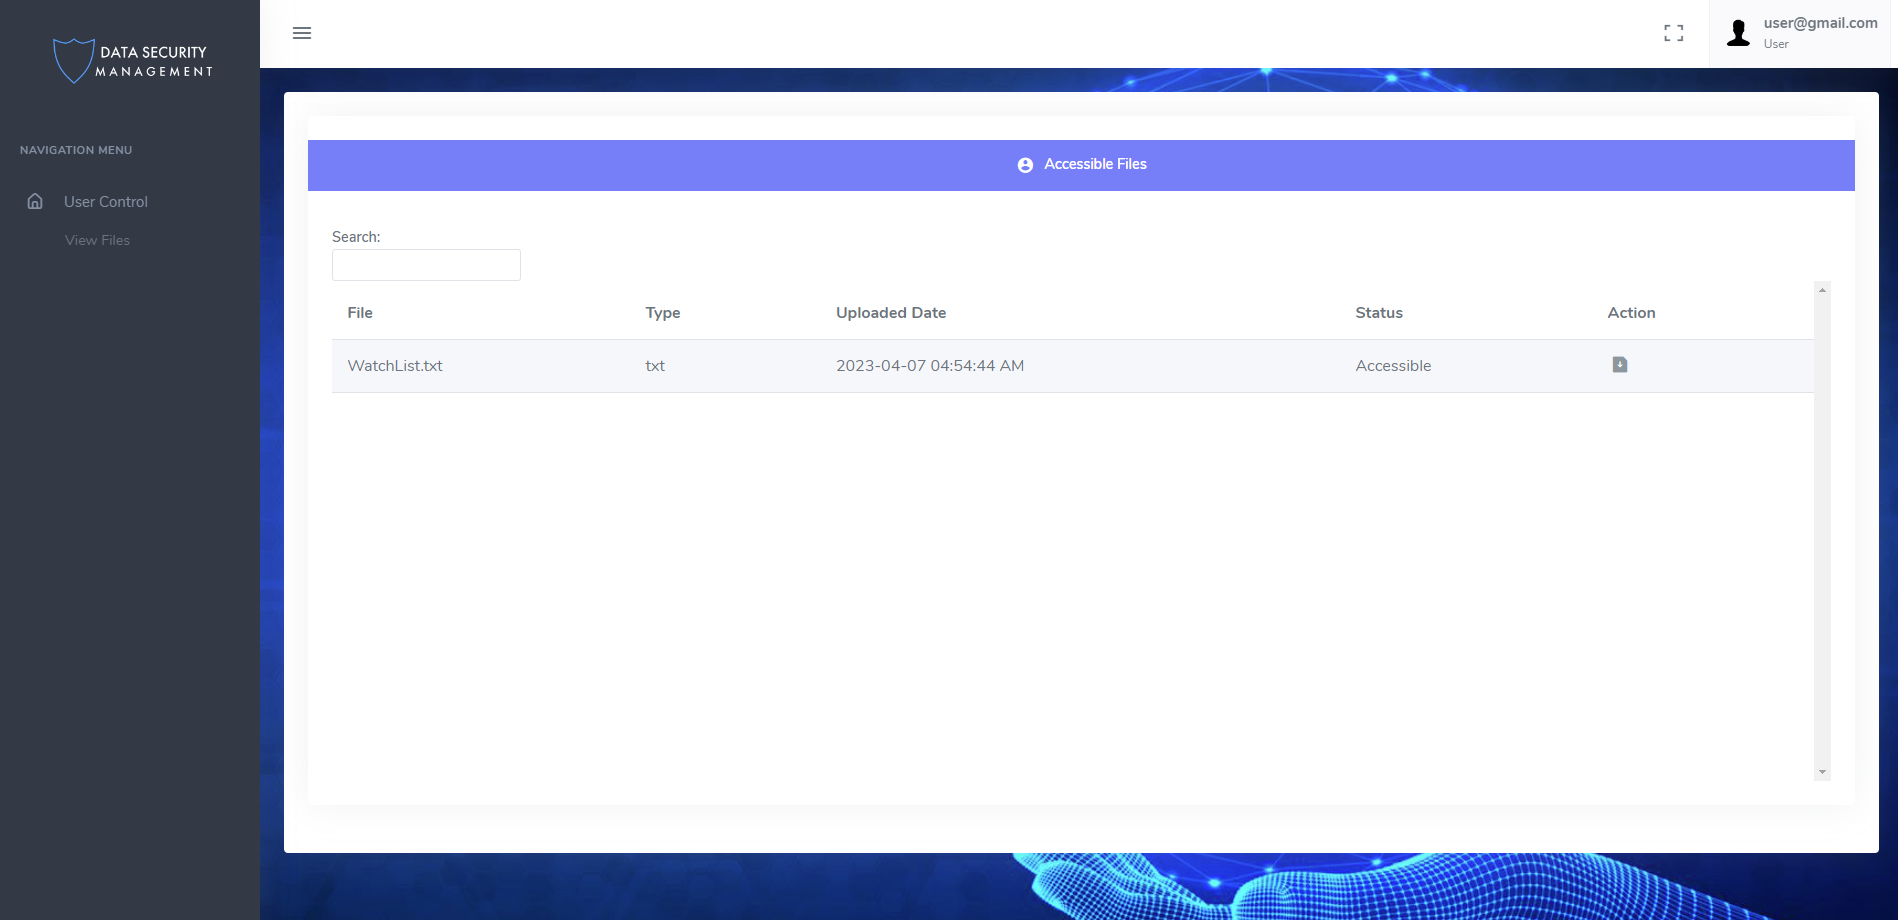 DATA SECURITY
MANAGEMENT
user@gmail.com
User
NAVIGATION MENU
User Control
View Files
Accessible Files
Search:
File Type Uploaded Date Status Action
WatchList.txt txt 2023-04-07 04:54:44 AM Accessible